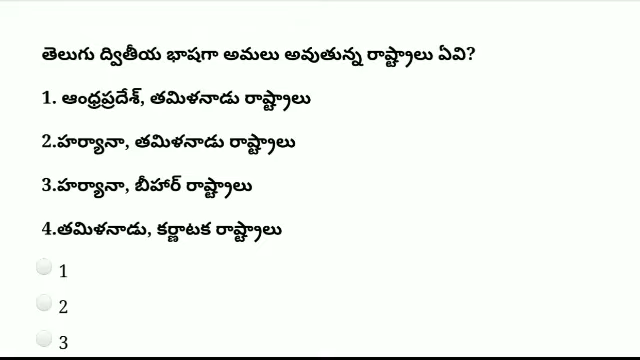 తెలుగు ద్వితీయ భాషగా అమలు అవుతున్న రాష్ట్రాలు ఏవి?
1. ఆంధ్రప్రదేశ్, తమిళనాడు రాష్ట్రాలు
2.హర్యానా, తమిళనాడు రాష్ట్రాలు
3.హర్యానా, బీహార్ రాష్ట్రాలు
4.తమిళనాడు, కర్ణాటక రాష్ట్రాలు
1
2
3